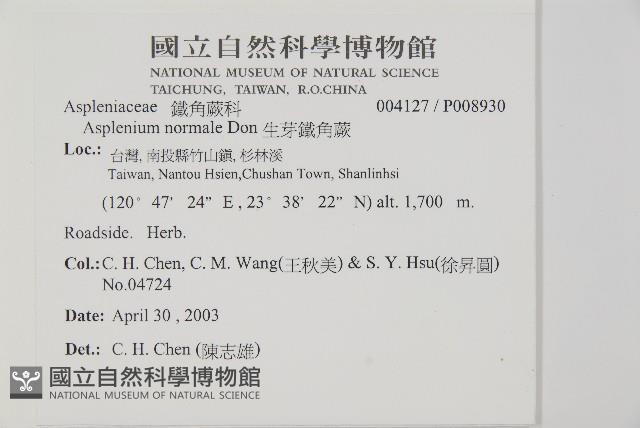 國立自然科學博物館
NATIONAL MUSEUM OF NATURAL SCIENCE
TAICHUNG, TAIWAN, R.O.CHINA
Aspleniaceae 鐵角蕨科 004127 / P008930
Asplenium normale Don 生芽鐵角蕨
Loc.: 台灣, 南投縣竹山鎮, 杉林溪
Taiwan, Nantou Hsien,Chushan Town, Shanlinhsi
(120° 47' 24" E , 23° 38' 22" N) alt. 1,700 m.
Roadside. Herb.
Col.: C. H. Chen, C. M. Wang(王秋美) & S. Y. Hsu(徐昇圓)
No.04724
Date: April 30 , 2003
Det.: C. H. Chen (陳志雄)
國立自然科學博物館
NATIONAL MUSEUM OF NATURAL SCIENCE